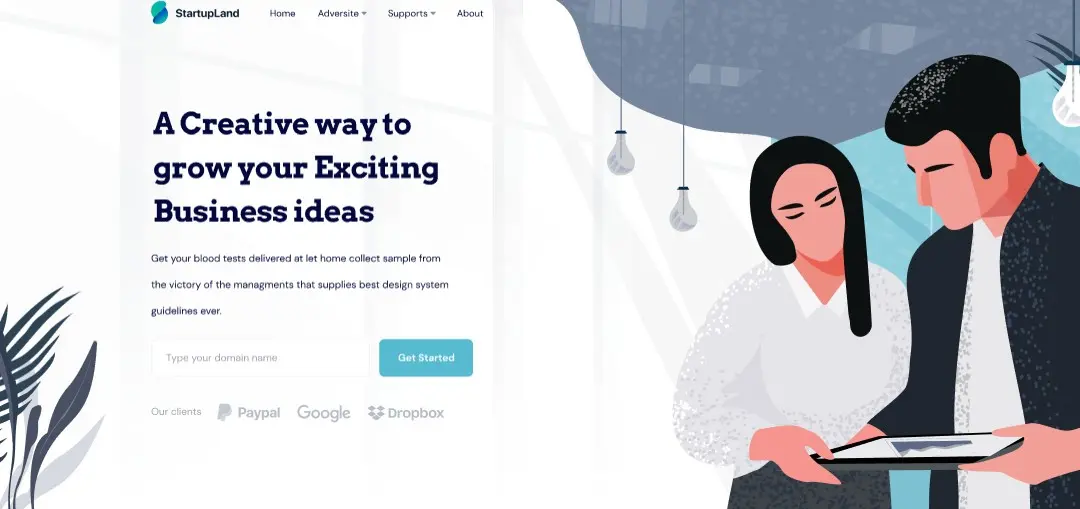 StartupLand Home Adversite Supports About
A Creative way to
grow your Exciting
Business ideas
Get your blood tests delivered at let home collect sample from
the victory of the managments that supplies best design system
guidelines ever.
Type your domain name Get Started
Our clients Paypal Google Dropbox